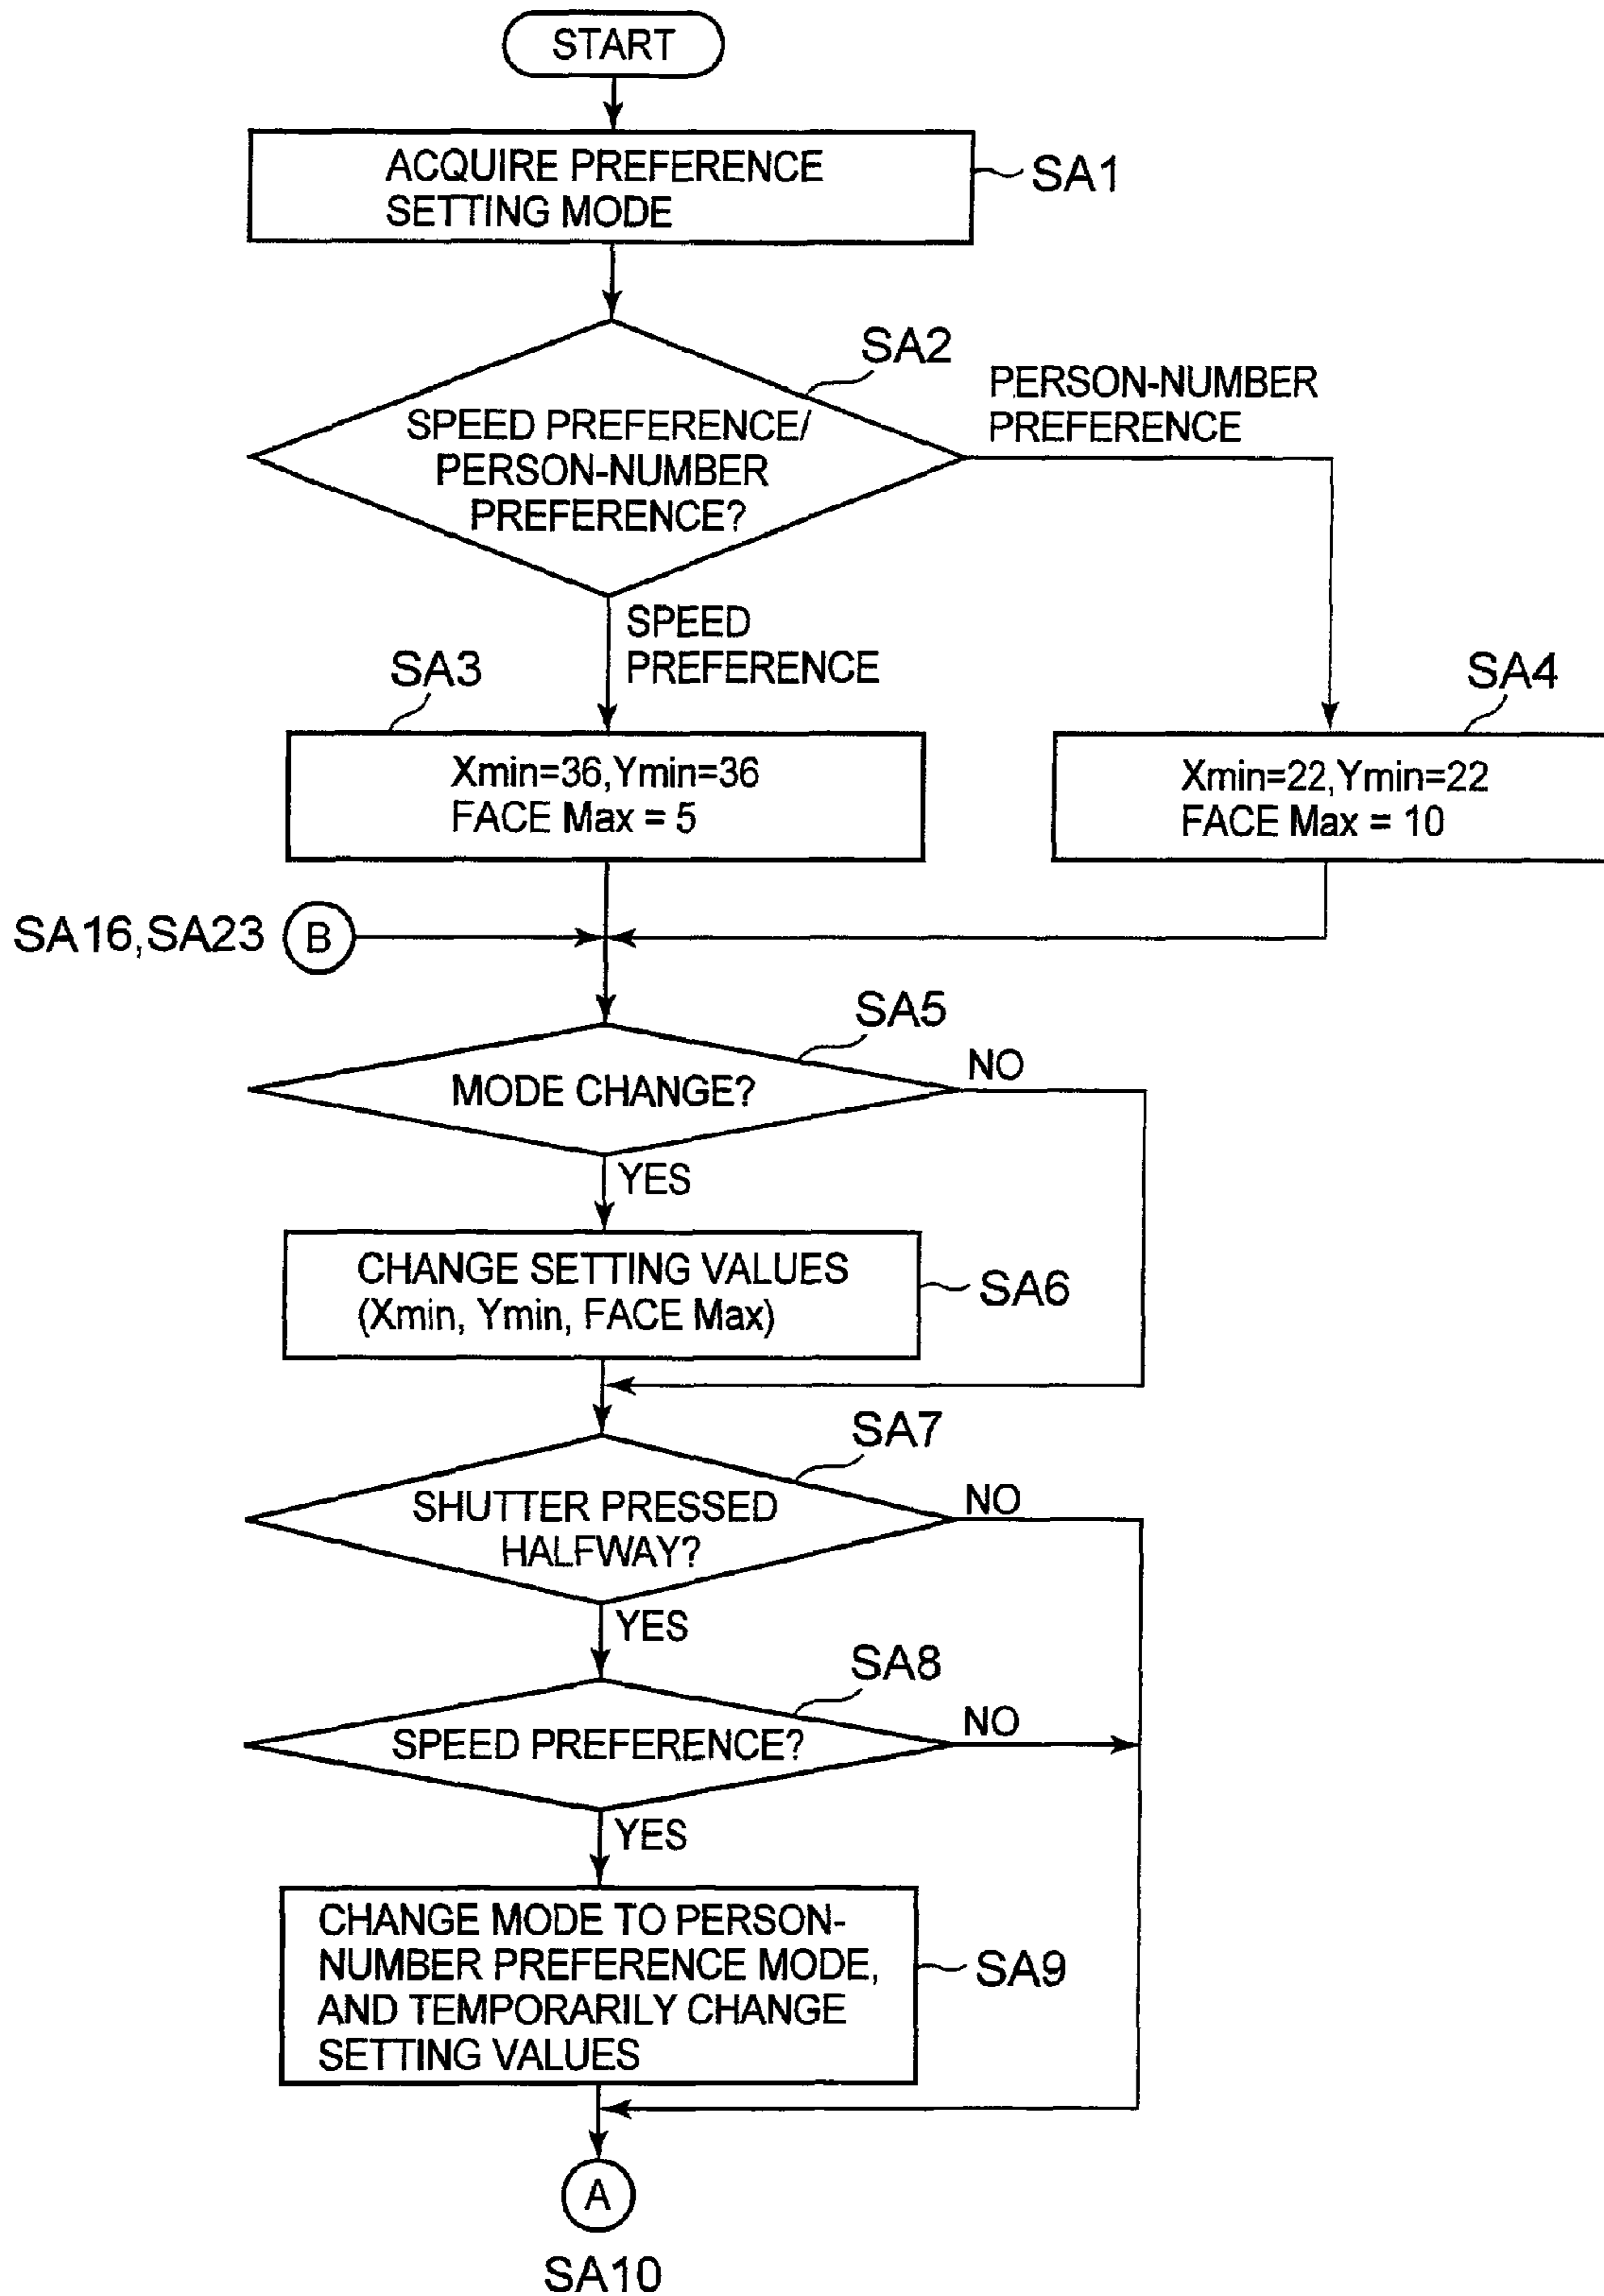 START
ACQUIRE PREFERENCE
SETTING MODE
SA1
SA2
SPEED PREFERENCE/
PERSON-NUMBER
PREFERENCE?
PERSON-NUMBER
PREFERENCE
SPEED
PREFERENCE
SA3
Xmin=36,Ymin=36
FACE Max = 5
SA4
Xmin=22,Ymin=22
FACE Max = 10
SA16,SA23
B
SA5
MODE CHANGE?
NO
YES
CHANGE SETTING VALUES
(Xmin, Ymin, FACE Max)
SA6
SA7
SHUTTER PRESSED
HALFWAY?
NO
YES
SA8
SPEED PREFERENCE?
NO
YES
CHANGE MODE TO PERSON-
NUMBER PREFERENCE MODE,
AND TEMPORARILY CHANGE
SETTING VALUES
SA9
A
SA10